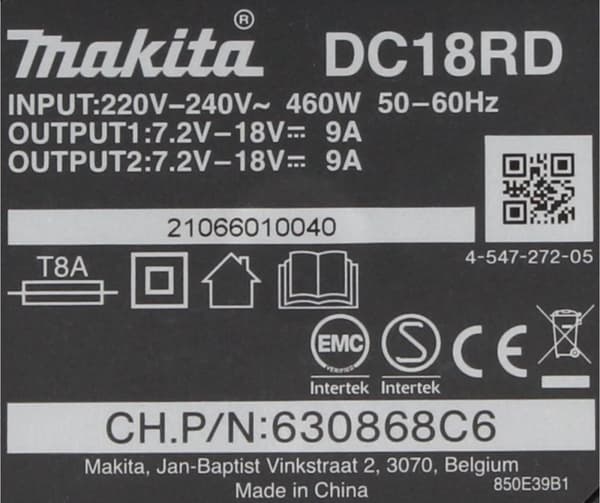 makita® DC18RD
INPUT:220V–240V~ 460W 50–60Hz
OUTPUT1:7.2V–18V⎓ 9A
OUTPUT2:7.2V–18V⎓ 9A
21066010040
4-547-272-05
T8A
EMC
VERIFIED
S
Intertek Intertek
CE
CH.P/N:630868C6
Makita, Jan-Baptist Vinkstraat 2, 3070, Belgium
Made in China
850E39B1